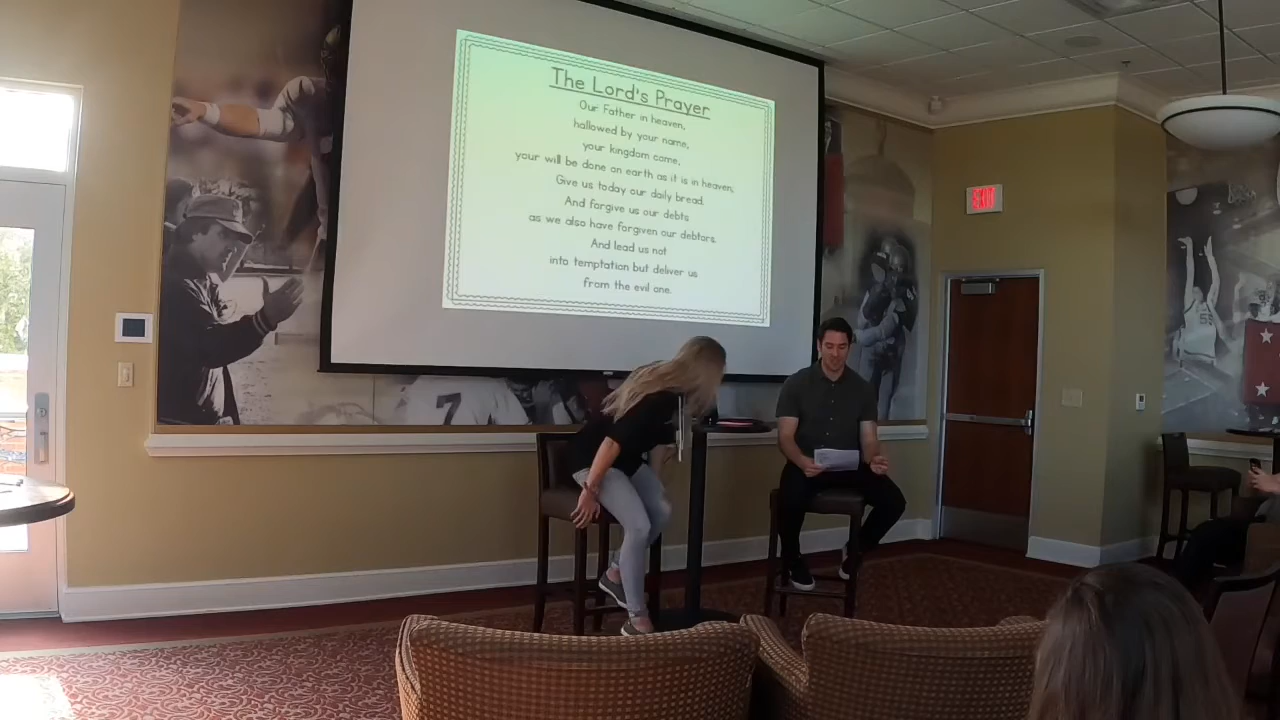 The Lord's Prayer
Our Father in heaven,
hallowed by your name,
your kingdom come,
your will be done on earth as it is in heaven,
Give us today our daily bread.
And forgive us our debts
as we also have forgiven our debtors.
And lead us not
into temptation but deliver us
from the evil one.
EXIT
7